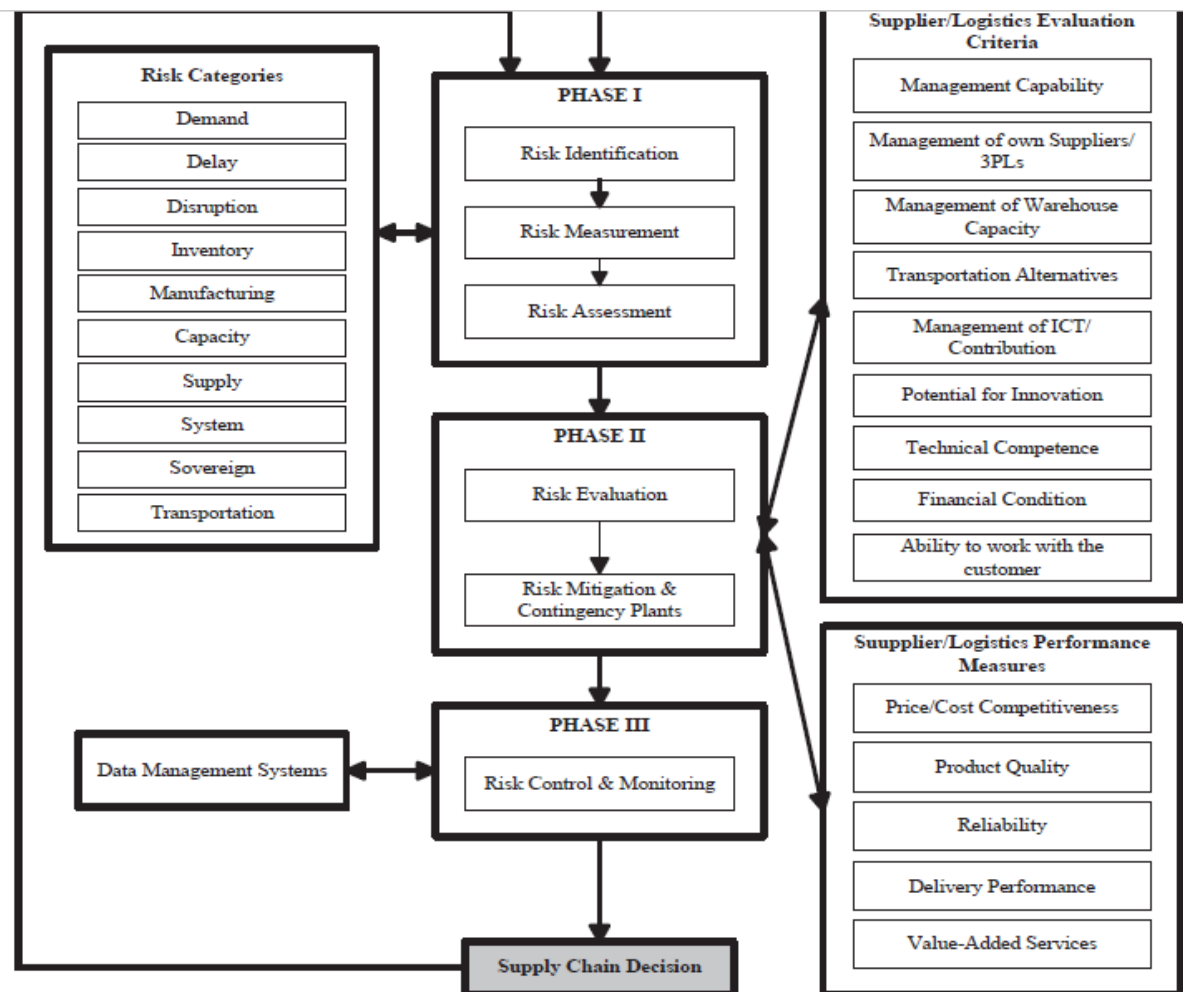 Risk Categories
Demand
Delay
Disruption
Inventory
Manufacturing
Capacity
Supply
System
Sovereign
Transportation
PHASE I
Risk Identification
Risk Measurement
Risk Assessment
PHASE II
Risk Evaluation
Risk Mitigation &
Contingency Plants
PHASE III
Risk Control & Monitoring
Data Management Systems
Supply Chain Decision
Supplier/Logistics Evaluation
Criteria
Management Capability
Management of own Suppliers/
3PLs
Management of Warehouse
Capacity
Transportation Alternatives
Management of ICT/
Contribution
Potential for Innovation
Technical Competence
Financial Condition
Ability to work with the
customer
Suupplier/Logistics Performance
Measures
Price/Cost Competitiveness
Product Quality
Reliability
Delivery Performance
Value-Added Services